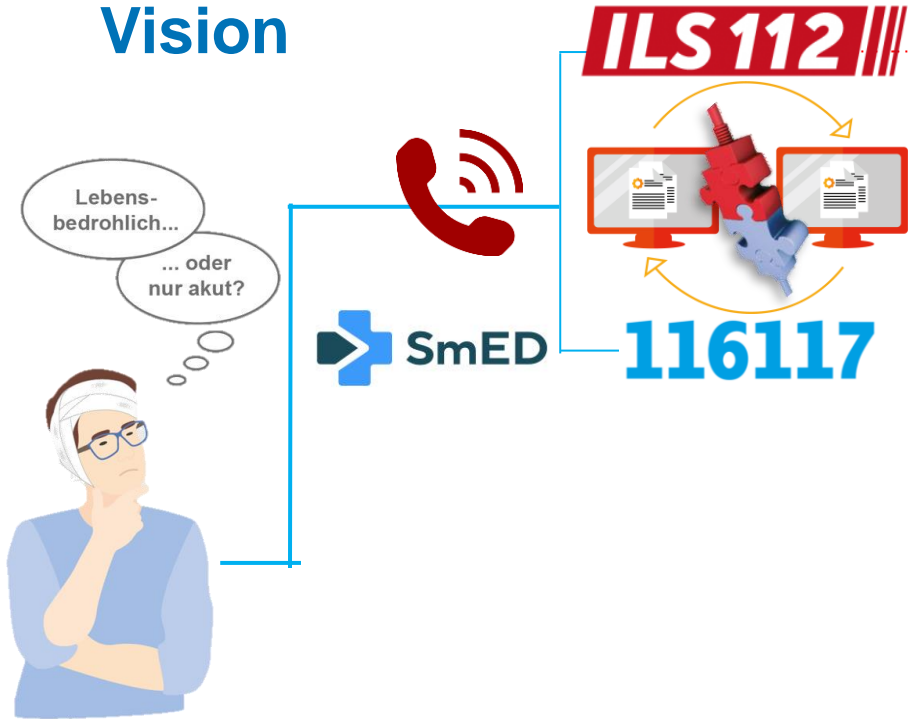 Vision
ILS 112
Lebens-
bedrohlich...
... oder
nur akut?
SmED
116117